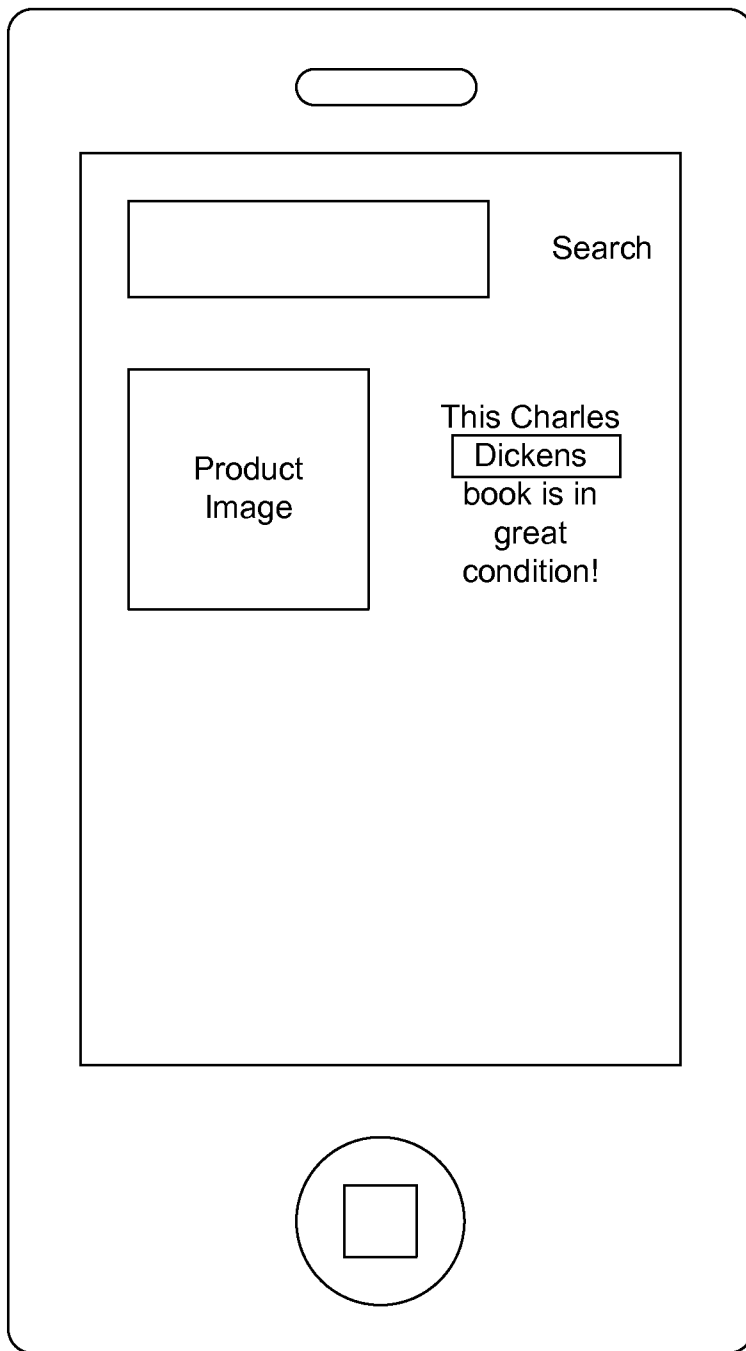 Search
Product
Image
This Charles
Dickens
book is in
great
condition!